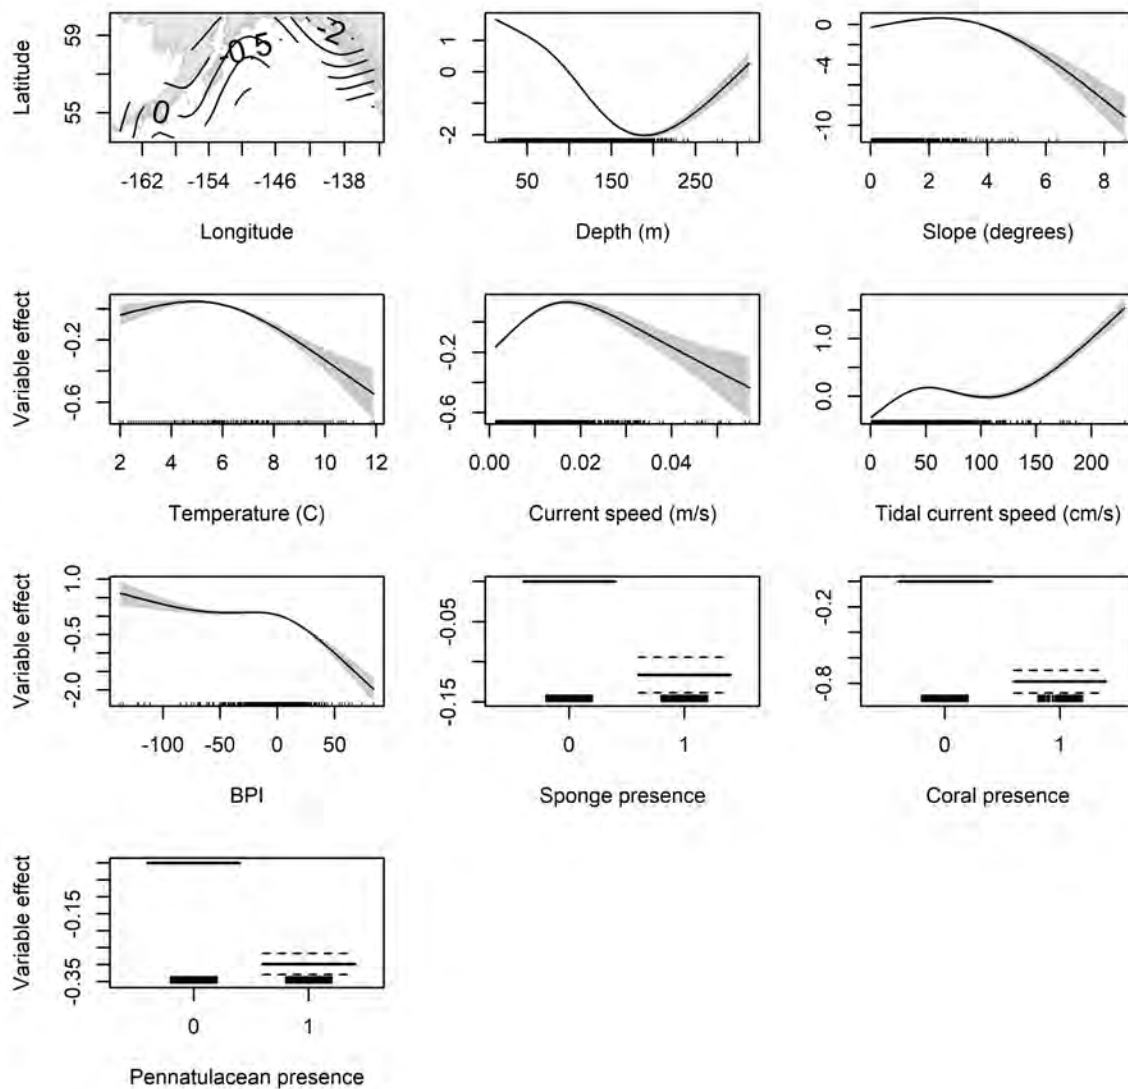 Latitude
59
55
-0.5
-2
0
-162 -154 -146 -138
Longitude
1
0
-2
50 150 250
Depth (m)
0
-4
-10
0 2 4 6 8
Slope (degrees)
Variable effect
-0.2
-0.6
2 4 6 8 10 12
Temperature (C)
-0.2
-0.6
0.00 0.02 0.04
Current speed (m/s)
1.0
0.0
0 50 100 200
Tidal current speed (cm/s)
Variable effect
1.0
-0.5
-2.0
-100 -50 0 50
BPI
-0.05
-0.15
0 1
Sponge presence
-0.2
-0.8
0 1
Coral presence
Variable effect
-0.15
-0.35
0 1
Pennatulacean presence